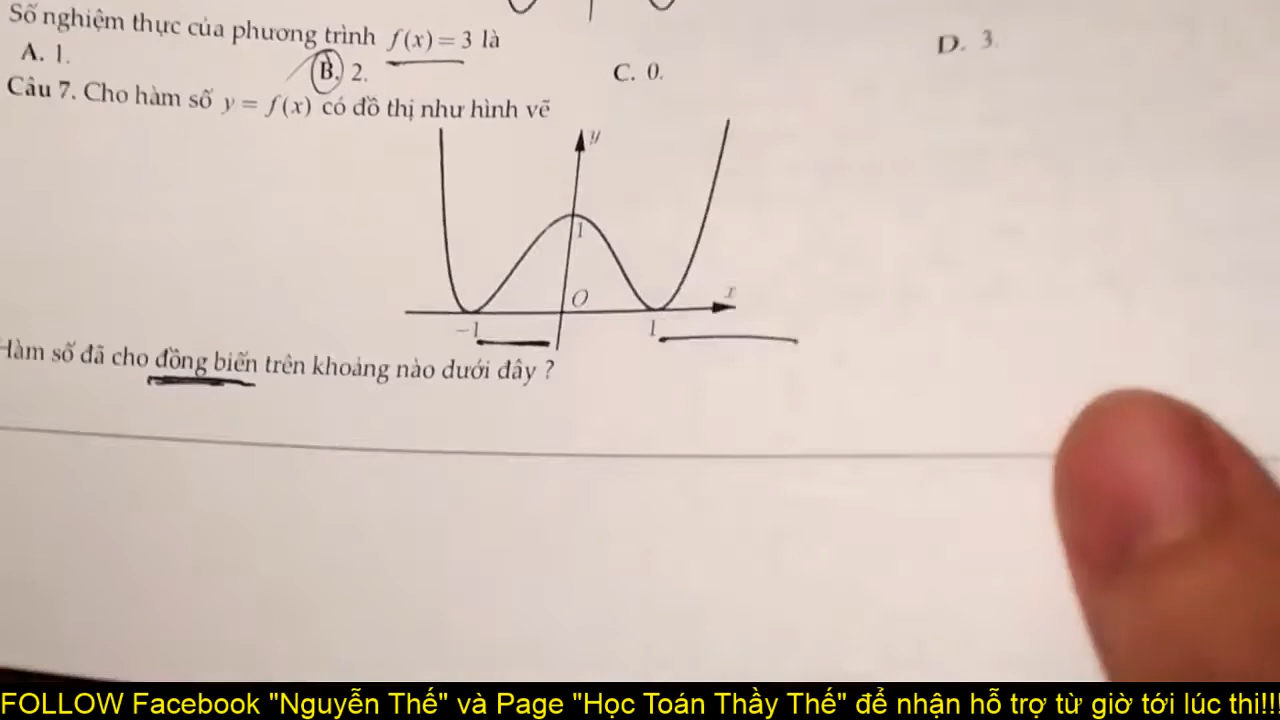 Số nghiệm thực của phương trình f(x) = 3 là
A. 1.
B. 2.
C. 0.
D. 3.
Câu 7. Cho hàm số y = f(x) có đồ thị như hình vẽ
y
1
O
x
−1
1
Hàm số đã cho đồng biến trên khoảng nào dưới đây ?
FOLLOW Facebook "Nguyễn Thế" và Page "Học Toán Thầy Thế" để nhận hỗ trợ từ giờ tới lúc thi!!!